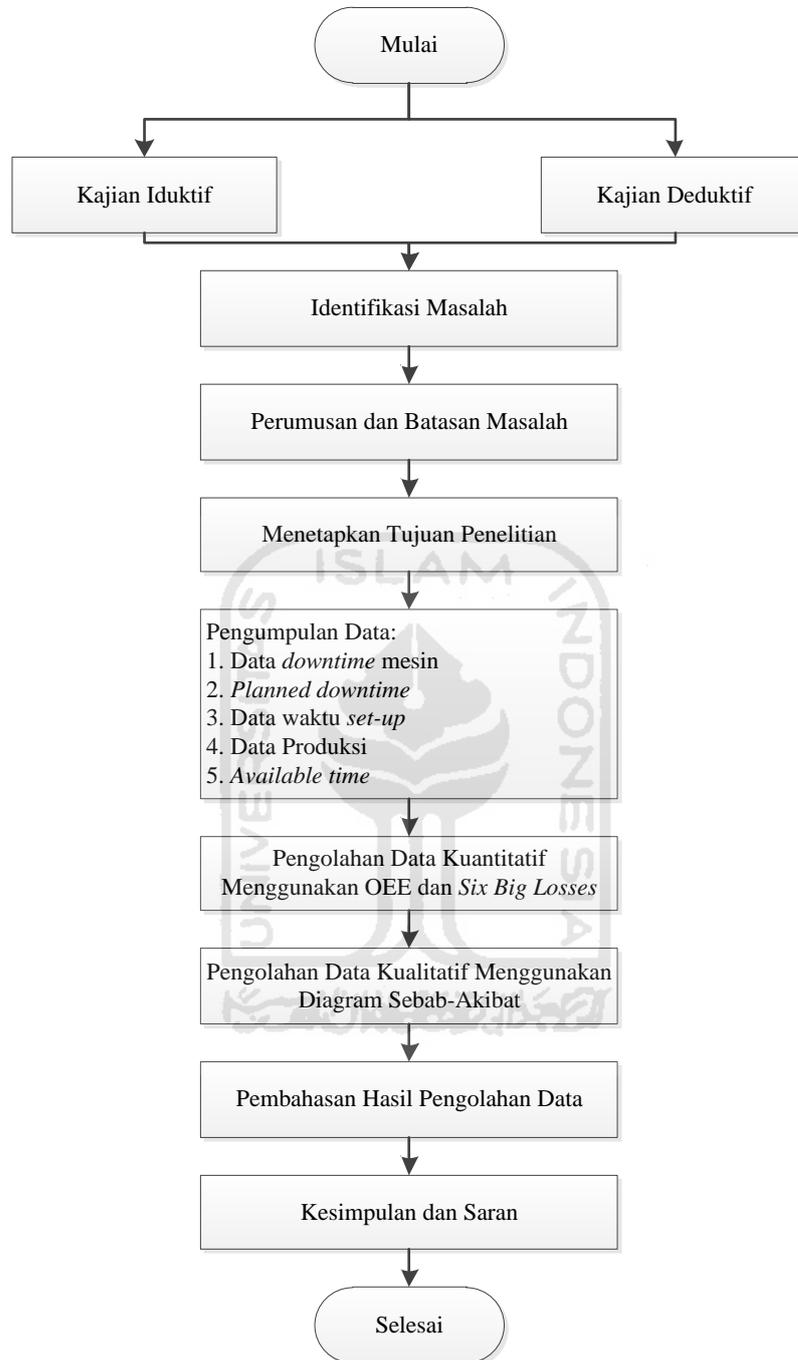 Mulai
Kajian Iduktif
Kajian Deduktif
Identifikasi Masalah
Perumusan dan Batasan Masalah
Menetapkan Tujuan Penelitian
Pengumpulan Data:
1. Data downtime mesin
2. Planned downtime
3. Data waktu set-up
4. Data Produksi
5. Available time
Pengolahan Data Kuantitatif
Menggunakan OEE dan Six Big Losses
Pengolahan Data Kualitatif Menggunakan
Diagram Sebab-Akibat
Pembahasan Hasil Pengolahan Data
Kesimpulan dan Saran
Selesai
UNIVERSITAS
ISLAM
INDONESIA